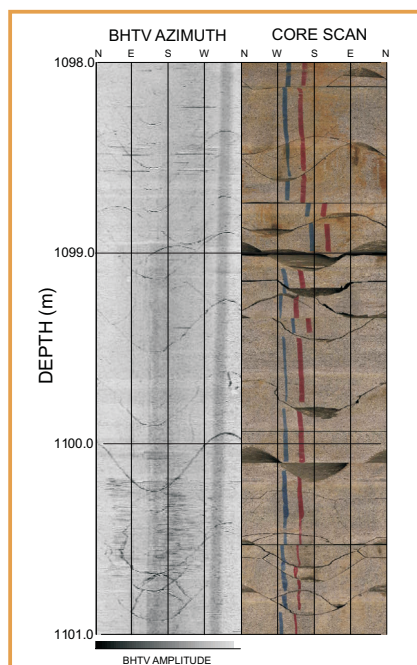 BHTV AZIMUTH CORE SCAN
N E S W N W S E N
1098.0
1099.0
DEPTH (m)
1100.0
1101.0
BHTV AMPLITUDE